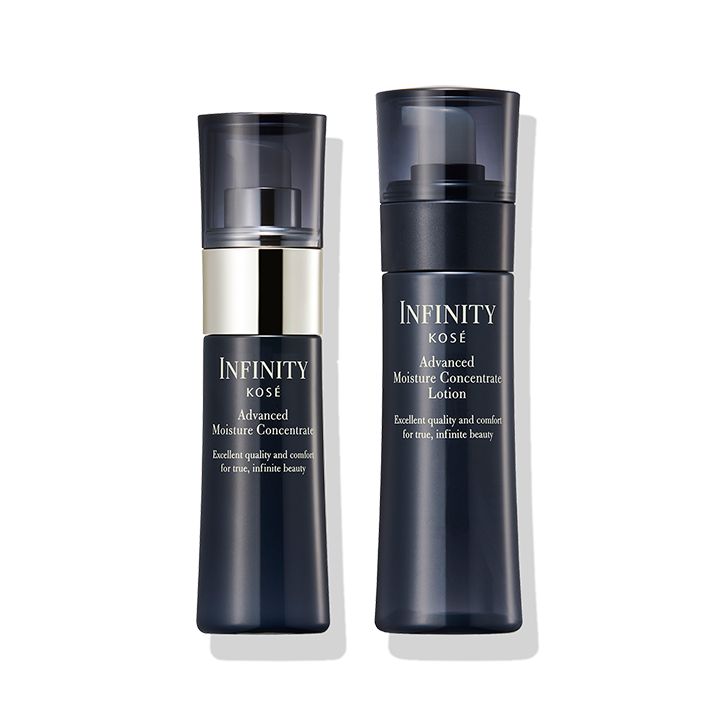 INFINITY
KOSÉ
Advanced
Moisture Concentrate
Excellent quality and comfort
for true, infinite beauty
INFINITY
KOSÉ
Advanced
Moisture Concentrate
Lotion
Excellent quality and comfort
for true, infinite beauty